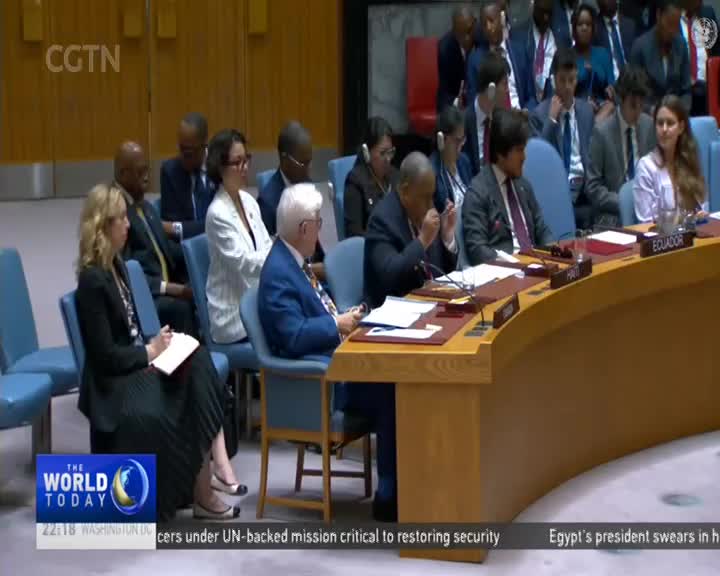 CGTN
ECUADOR
HAITI
THE
WORLD
TODAY
22:18 WASHINGTON DC
cers under UN-backed mission critical to restoring security Egypt's president swears in h